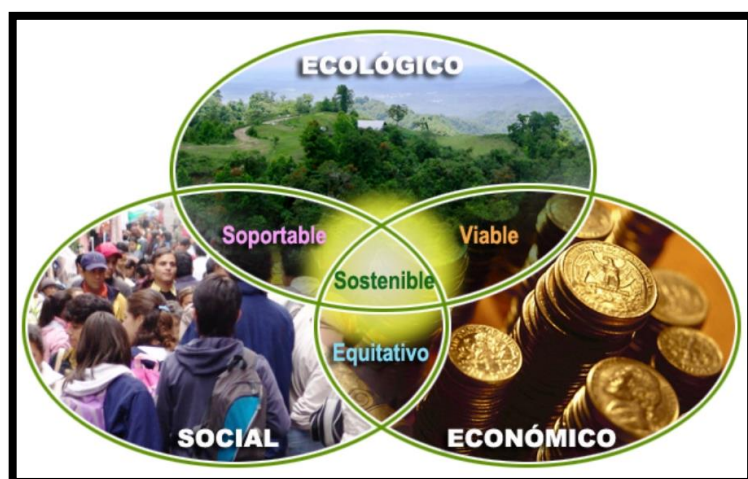 ECOLÓGICO
Soportable
Viable
Sostenible
Equitativo
SOCIAL
ECONÓMICO